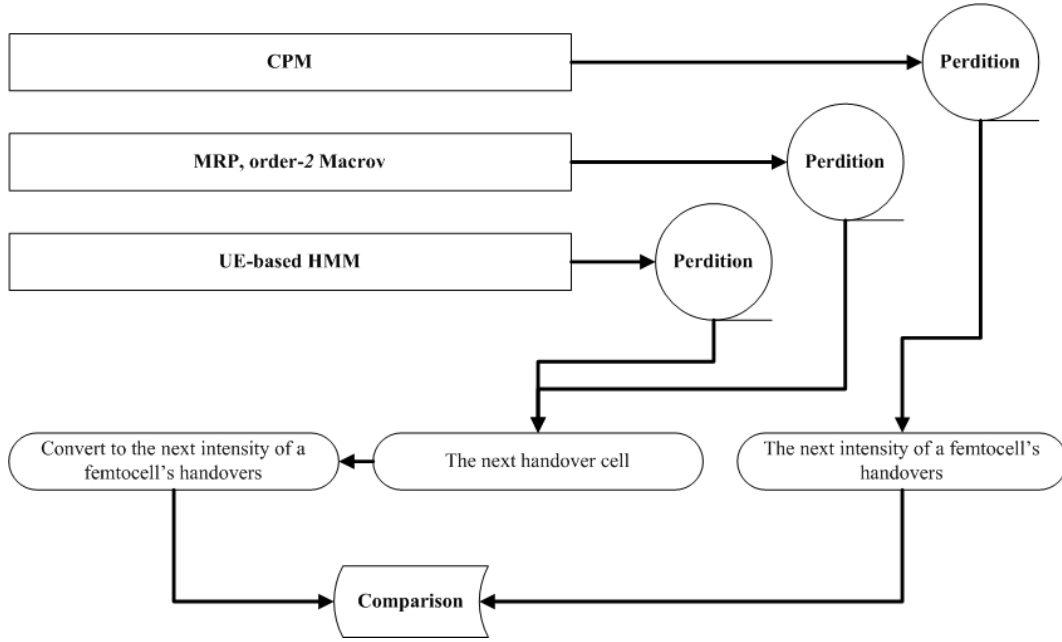 CPM
Perdition
MRP, order-2 Macrov
Perdition
UE-based HMM
Perdition
Convert to the next intensity of a
femtocell's handovers
The next handover cell
The next intensity of a femtocell's
handovers
Comparison